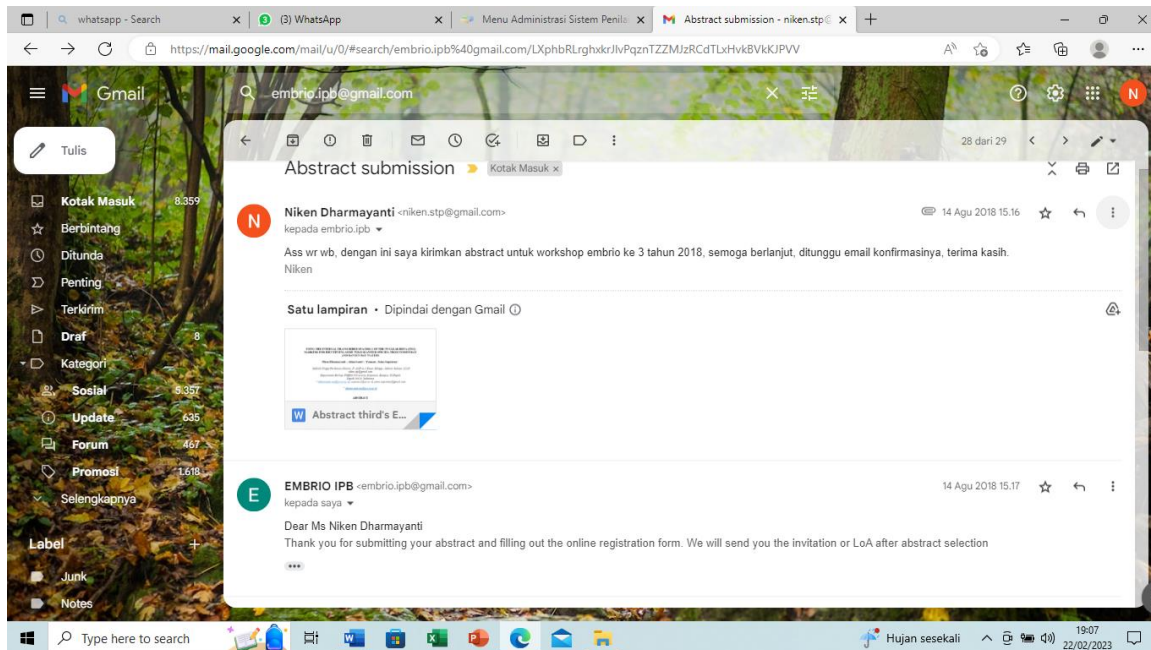 whatsapp - Search
(3) WhatsApp
Menu Administrasi Sistem Penila
Abstract submission - niken.stp@
https://mail.google.com/mail/u/0/#search/embrio.ipb%40gmail.com/LXphbRLrghxkrJlvPqznTZZMJzRCdTLxHvkBVkKJPVV
Gmail
embrio.ipb@gmail.com
N
Tulis
28 dari 29
Abstract submission
Kotak Masuk ×
Kotak Masuk 8.359
Berbintang
Ditunda
Penting
Terkirim
Draf 8
Kategori
Sosial 5.357
Update 635
Forum 467
Promosi 1.618
Selengkapnya
Label
Junk
Notes
N
Niken Dharmayanti <niken.stp@gmail.com>
14 Agu 2018 15.16
kepada embrio.ipb
Ass wr wb, dengan ini saya kirimkan abstract untuk workshop embrio ke 3 tahun 2018, semoga berlanjut, ditunggu email konfirmasinya, terima kasih.
Niken
Satu lampiran • Dipindai dengan Gmail
W Abstract third's E...
E
EMBRIO IPB <embrio.ipb@gmail.com>
14 Agu 2018 15.17
kepada saya
Dear Ms Niken Dharmayanti
Thank you for submitting your abstract and filling out the online registration form. We will send you the invitation or LoA after abstract selection
Type here to search
Hujan sesekali
19:07
22/02/2023